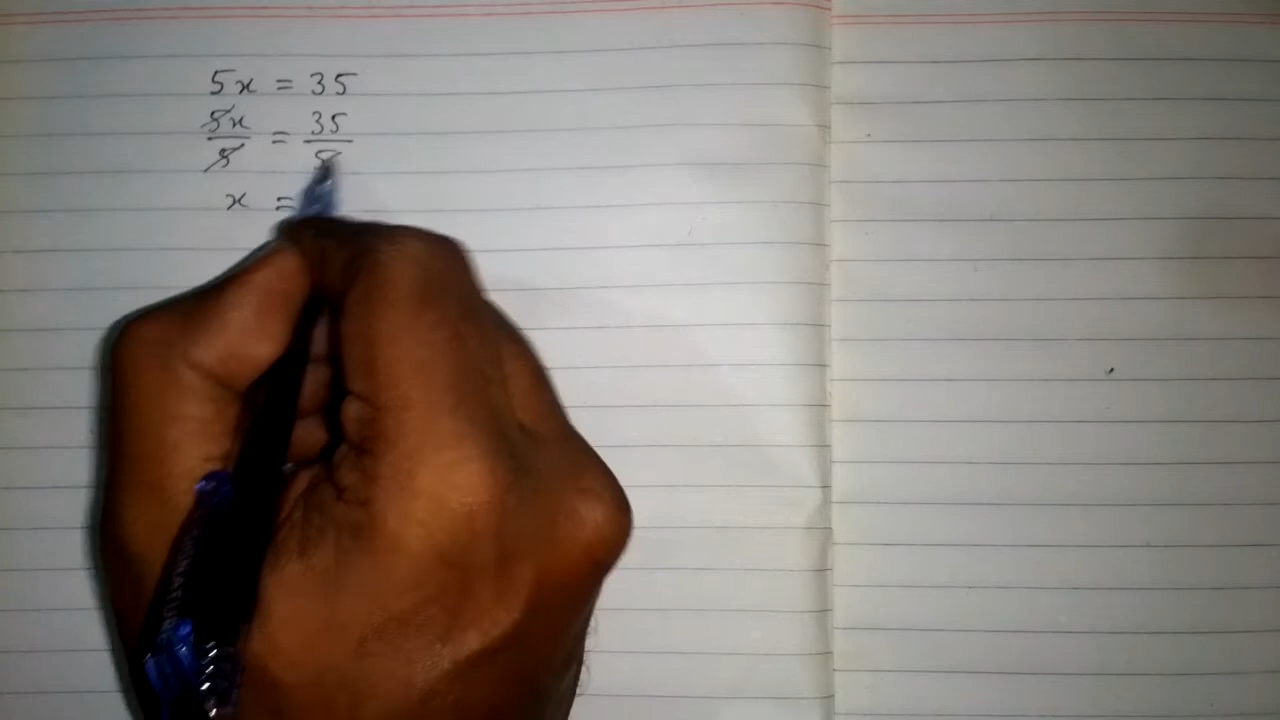 5x = 35
5x/5 = 35/5
x =